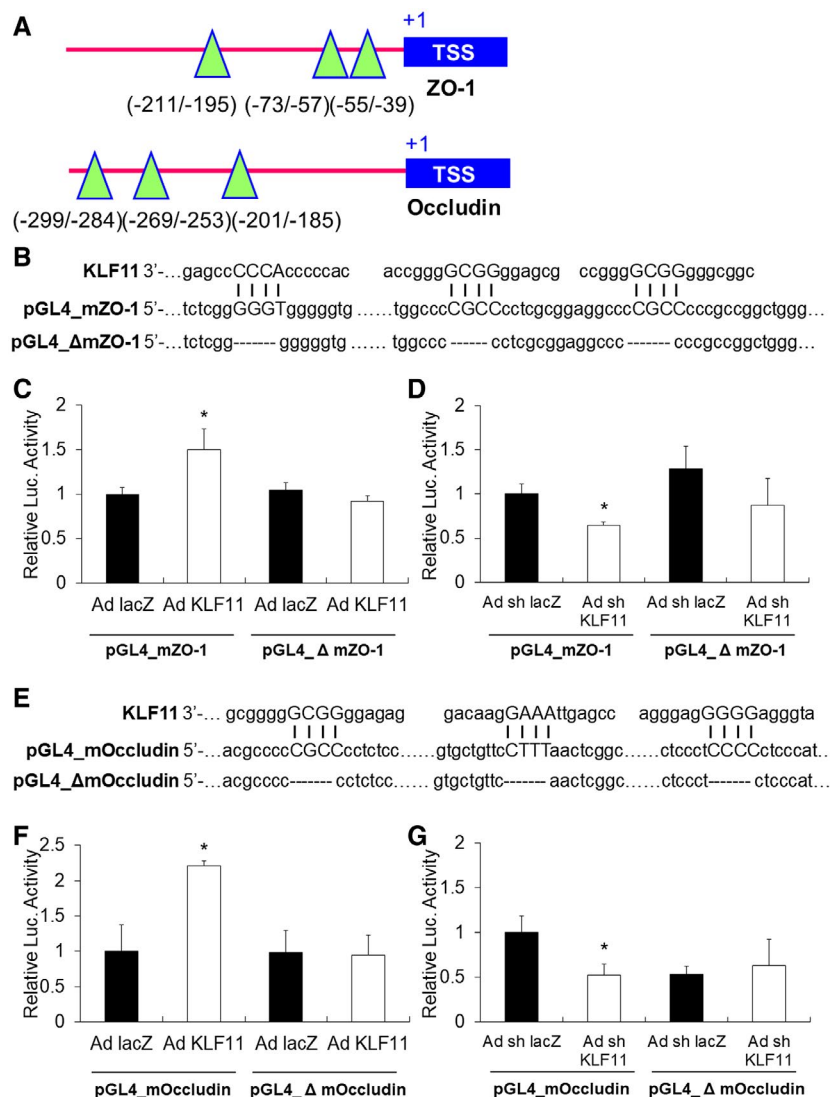 A
+1
TSS
ZO-1
(-211/-195) (-73/-57)(-55/-39)
+1
TSS
Occludin
(-299/-284)(-269/-253)(-201/-185)
B
KLF11 3'-…gagccCCCAcccccac accgggGCGGggagcg ccgggGCGGggggcggc
pGL4_mZO-1 5'-…tctcggGGGTgggggtg ……tggcccCGCCcctcgcggaggcccCGCCcccgccggctggg…
pGL4_ΔmZO-1 5'-…tctcgg------- gggggtg …… tggccc ------ cctcgcggaggccc ------- cccgccggctggg…
C
Relative Luc. Activity
2
1.5
1
0.5
0
*
Ad lacZ Ad KLF11 Ad lacZ Ad KLF11
pGL4_mZO-1 pGL4_ Δ mZO-1
D
Relative Luc. Activity
2
1.5
1
0.5
0
*
Ad sh lacZ Ad sh KLF11 Ad sh lacZ Ad sh KLF11
pGL4_mZO-1 pGL4_ Δ mZO-1
E
KLF11 3'-… gcgggggGCGGggagag gacaagGAAAttgagcc agggagGGGGagggta
pGL4_mOccludin 5'-…acgccccCGCCcctctcc……gtgctgttcCTTTaactcggc……ctccctCCCCctcccat…
pGL4_ΔmOccludin 5'-…acgcccc------- cctctcc…… gtgctgttc------- aactcggc……ctccct------- ctcccat…
F
Relative Luc. Activity
2.5
2
1.5
1
0.5
0
*
Ad lacZ Ad KLF11 Ad lacZ Ad KLF11
pGL4_mOccludin pGL4_ Δ mOccludin
G
Relative Luc. Activity
2
1.5
1
0.5
0
*
Ad sh lacZ Ad sh KLF11 Ad sh lacZ Ad sh KLF11
pGL4_mOccludin pGL4_ Δ mOccludin